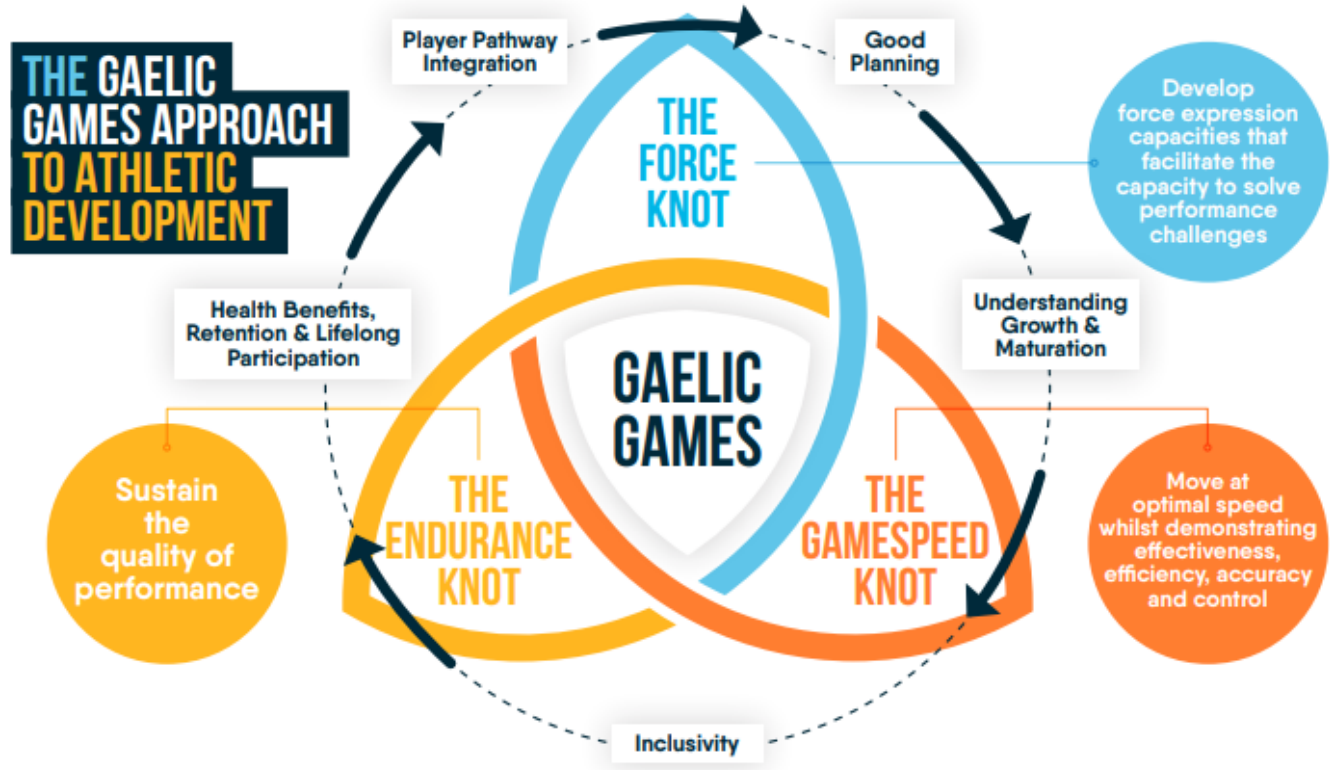 THE GAELIC
GAMES APPROACH
TO ATHLETIC
DEVELOPMENT
Player Pathway
Integration
Good
Planning
THE
FORCE
KNOT
Develop
force expression
capacities that
facilitate the
capacity to solve
performance
challenges
Health Benefits,
Retention & Lifelong
Participation
Understanding
Growth &
Maturation
GAELIC
GAMES
Sustain
the
quality of
performance
THE
ENDURANCE
KNOT
THE
GAMESPEED
KNOT
Move at
optimal speed
whilst demonstrating
effectiveness,
efficiency, accuracy
and control
Inclusivity